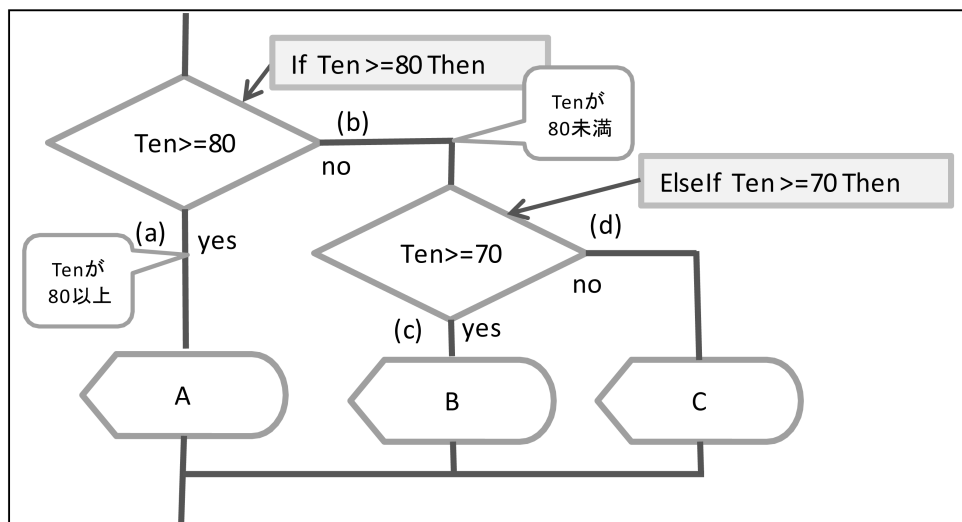 If Ten >=80 Then
Tenが
80未満
Ten>=80
(b)
no
ElseIf Ten >=70 Then
(a)
yes
Tenが
80以上
Ten>=70
(d)
no
(c)
yes
A
B
C